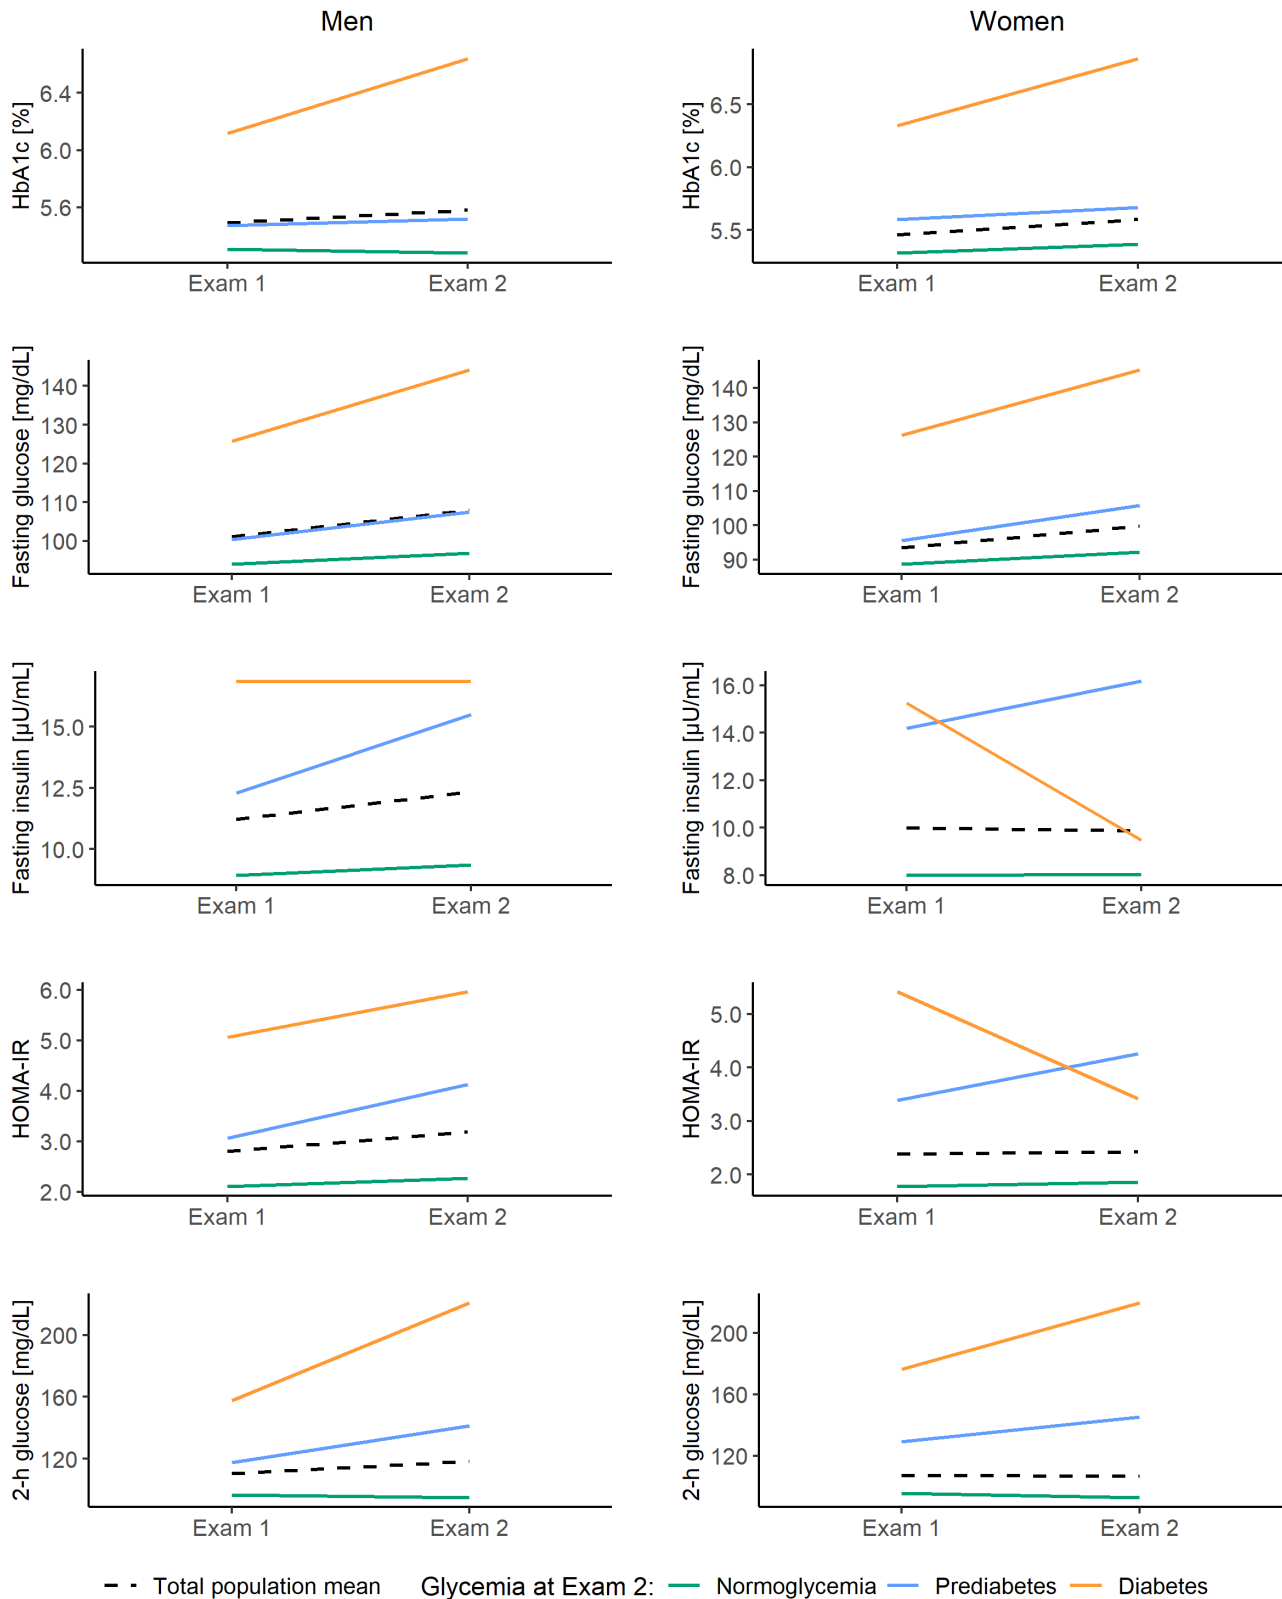 Men
Women
HbA1c [%]
6.4
6.0
5.6
Exam 1
Exam 2
HbA1c [%]
6.5
6.0
5.5
Exam 1
Exam 2
Fasting glucose [mg/dL]
140
130
120
110
100
Exam 1
Exam 2
Fasting glucose [mg/dL]
140
130
120
110
100
90
Exam 1
Exam 2
Fasting insulin [µU/mL]
15.0
12.5
10.0
Exam 1
Exam 2
Fasting insulin [µU/mL]
16.0
14.0
12.0
10.0
8.0
Exam 1
Exam 2
HOMA-IR
6.0
5.0
4.0
3.0
2.0
Exam 1
Exam 2
HOMA-IR
5.0
4.0
3.0
2.0
Exam 1
Exam 2
2-h glucose [mg/dL]
200
160
120
Exam 1
Exam 2
2-h glucose [mg/dL]
200
160
120
Exam 1
Exam 2
Total population mean Glycemia at Exam 2: Normoglycemia Prediabetes Diabetes